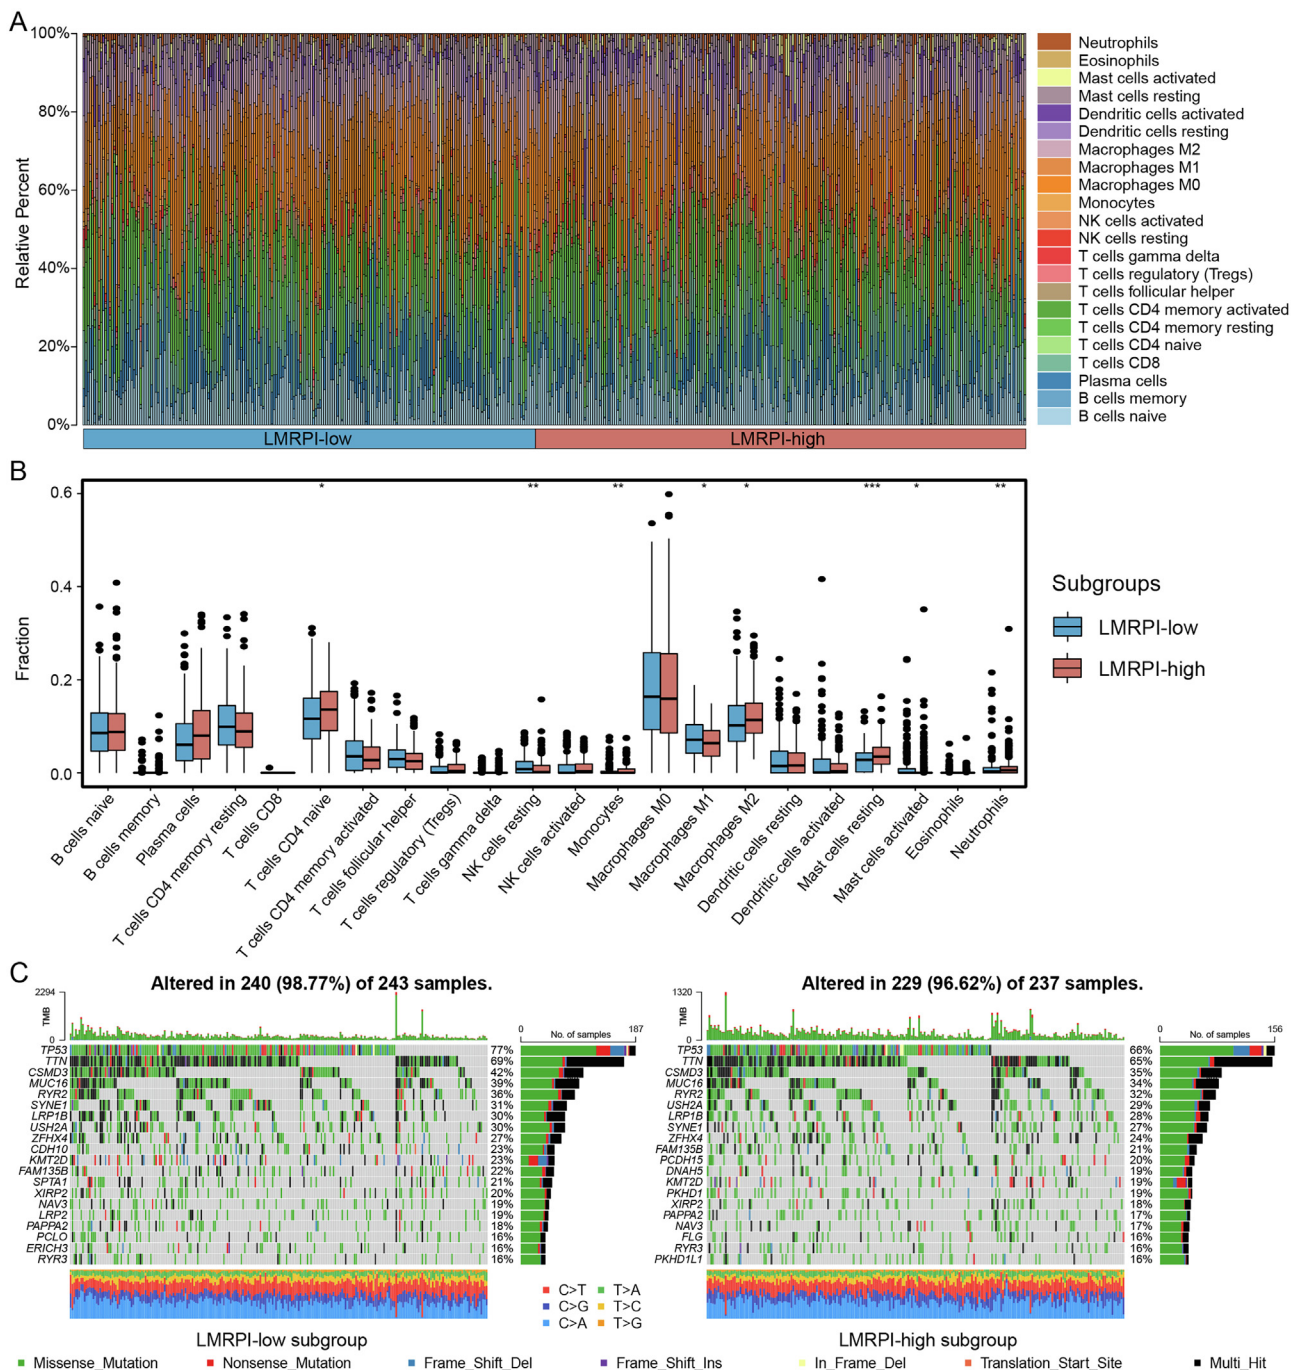 A
100%
80%
60%
40%
20%
0%
Relative Percent
LMRPI-low
LMRPI-high
Neutrophils
Eosinophils
Mast cells activated
Mast cells resting
Dendritic cells activated
Dendritic cells resting
Macrophages M2
Macrophages M1
Macrophages M0
Monocytes
NK cells activated
NK cells resting
T cells gamma delta
T cells regulatory (Tregs)
T cells follicular helper
T cells CD4 memory activated
T cells CD4 memory resting
T cells CD4 naive
T cells CD8
Plasma cells
B cells memory
B cells naive
B
* ** ** * * *** * **
0.6
0.4
0.2
0.0
Fraction
B cells naive
B cells memory
Plasma cells
T cells CD4 memory resting
T cells CD8
T cells CD4 naive
T cells CD4 memory activated
T cells follicular helper
T cells regulatory (Tregs)
T cells gamma delta
NK cells resting
NK cells activated
Monocytes
Macrophages M0
Macrophages M1
Macrophages M2
Dendritic cells resting
Dendritic cells activated
Mast cells resting
Mast cells activated
Eosinophils
Neutrophils
Subgroups
LMRPI-low
LMRPI-high
C
Altered in 240 (98.77%) of 243 samples.
2294
TMB
0
0 187
No. of samples
TP53 77%
TTN 69%
CSMD3 42%
MUC16 39%
RYR2 36%
SYNE1 31%
LRP1B 30%
USH2A 30%
ZFHX4 27%
CDH10 23%
KMT2D 23%
FAM135B 22%
SPTA1 21%
XIRP2 20%
NAV3 19%
LRP2 19%
PAPPA2 18%
PCLO 16%
ERICH3 16%
RYR3 16%
LMRPI-low subgroup
C>T T>A
C>G T>C
C>A T>G
Altered in 229 (96.62%) of 237 samples.
1320
TMB
0
0 156
No. of samples
TP53 66%
TTN 65%
CSMD3 35%
MUC16 34%
RYR2 32%
USH2A 29%
LRP1B 28%
SYNE1 27%
ZFHX4 24%
FAM135B 21%
PCDH15 20%
DNAH5 19%
KMT2D 19%
PKHD1 19%
XIRP2 18%
PAPPA2 17%
NAV3 17%
FLG 16%
RYR3 16%
PKHD1L1 16%
LMRPI-high subgroup
Missense_Mutation Nonsense_Mutation Frame_Shift_Del Frame_Shift_Ins In_Frame_Del Translation_Start_Site Multi_Hit